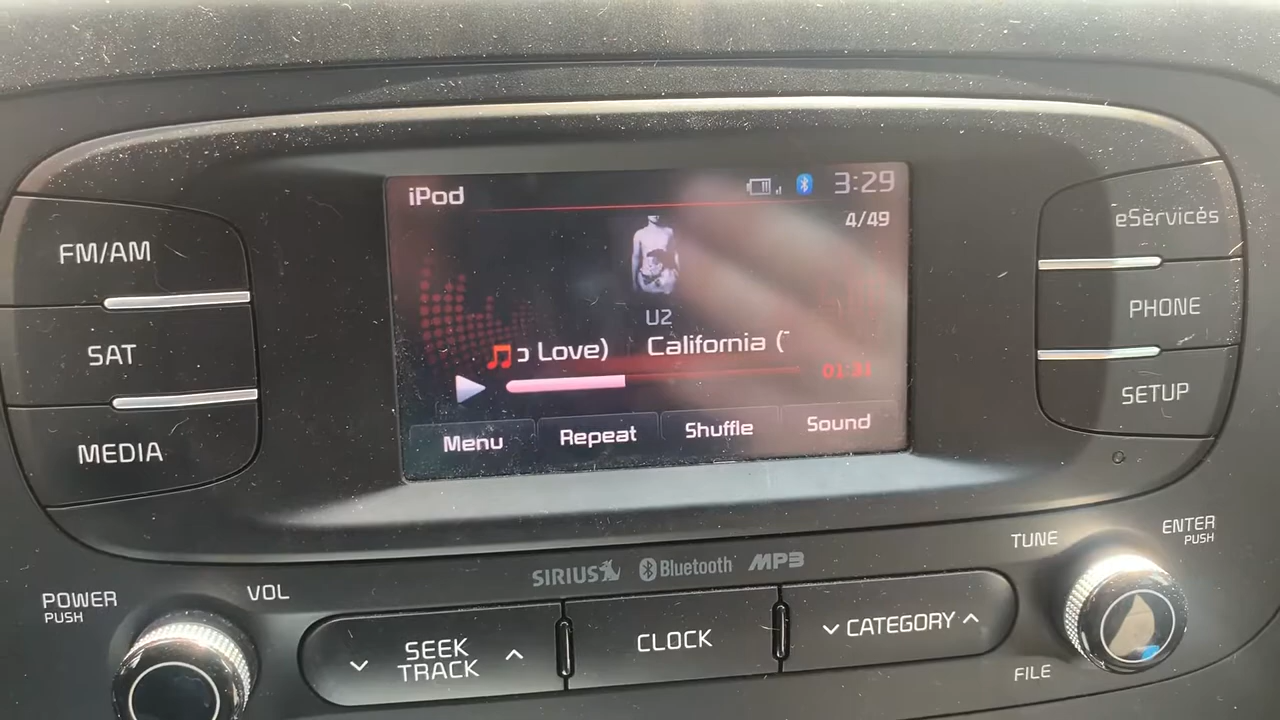 iPod 3:29
4/49
U2
Love) California (
01:31
Menu Repeat Shuffle Sound
FM/AM
SAT
MEDIA
eServices
PHONE
SETUP
SIRIUS Bluetooth MP3
POWER
PUSH
VOL
SEEK
TRACK
CLOCK
CATEGORY
TUNE
ENTER
PUSH
FILE